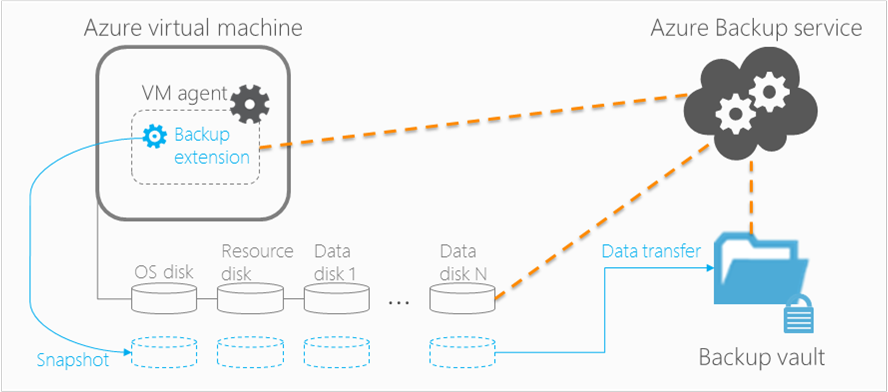 Azure virtual machine
Azure Backup service
VM agent
Backup
extension
OS disk
Resource
disk
Data
disk 1
...
Data
disk N
Data transfer
Snapshot
Backup vault